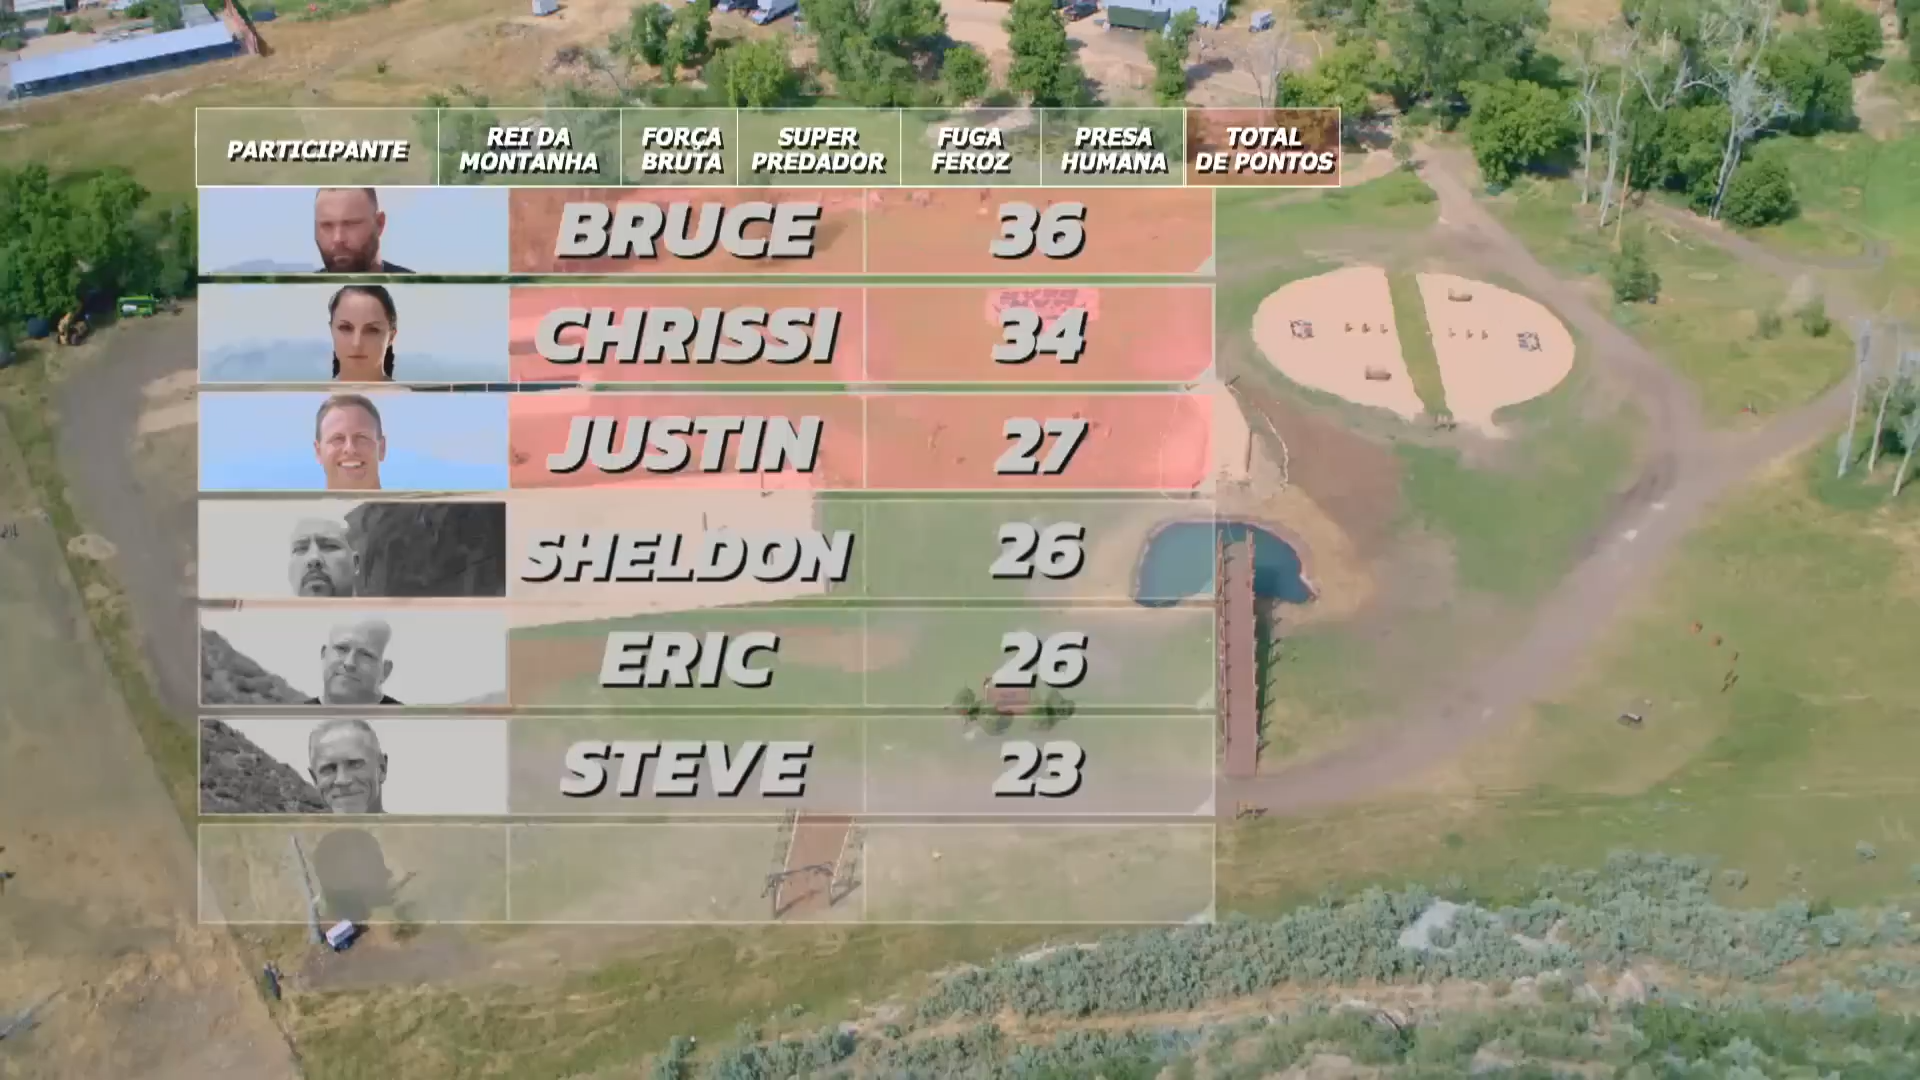 PARTICIPANTE
REI DA
MONTANHA
FORÇA
BRUTA
SUPER
PREDADOR
FUGA
FEROZ
PRESA
HUMANA
TOTAL
DE PONTOS
BRUCE 36
CHRISSI 34
JUSTIN 27
SHELDON 26
ERIC 26
STEVE 23